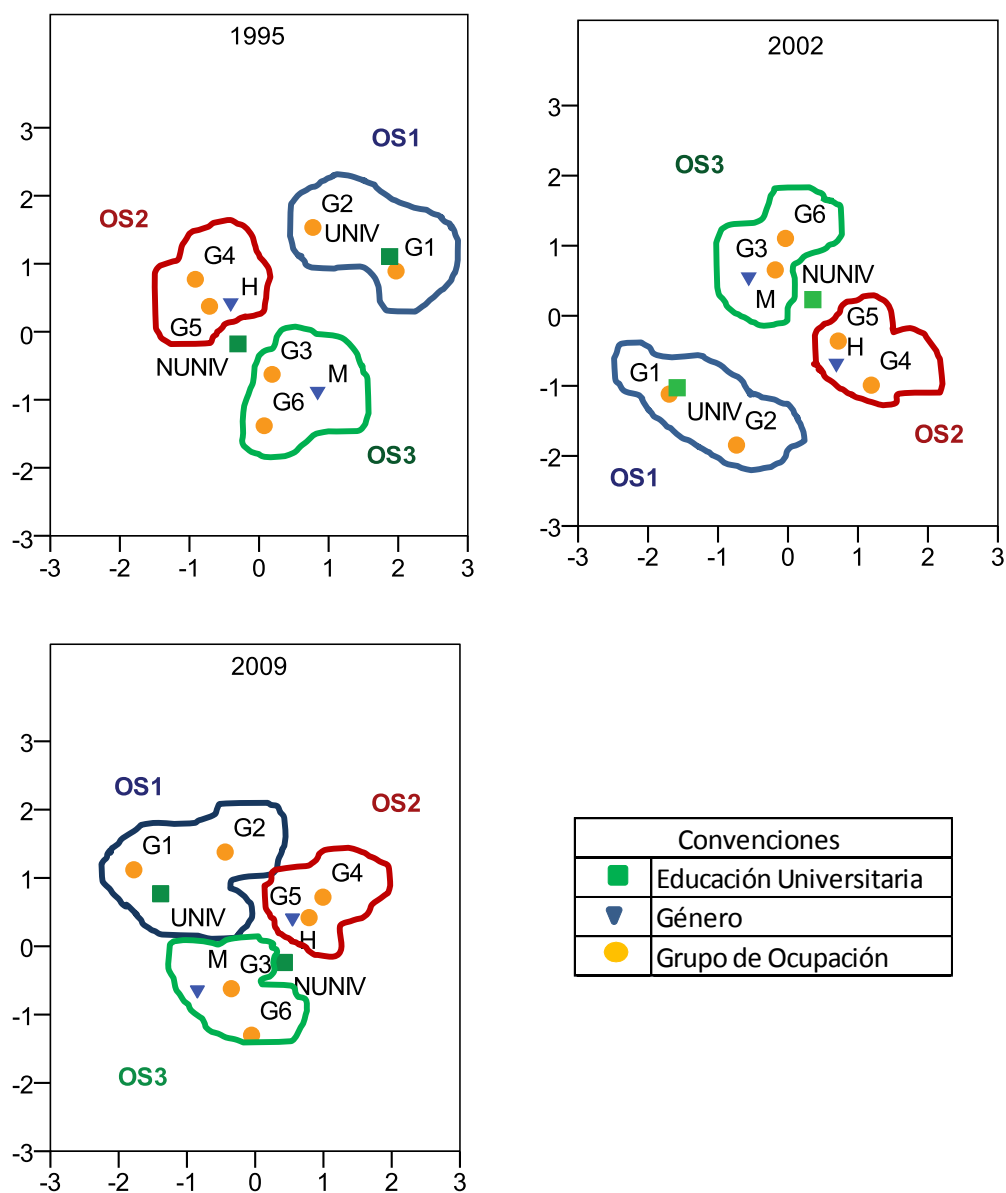 1995
OS1
OS2
G2
UNIV
G1
G4
H
G5
NUNIV
G3
M
G6
OS3
3
2
1
0
-1
-2
-3
-3 -2 -1 0 1 2 3
2002
OS3
G6
G3
NUNIV
M
G5
H
G4
G1
UNIV
G2
OS2
OS1
3
2
1
0
-1
-2
-3
-3 -2 -1 0 1 2 3
2009
OS1
OS2
G1
G2
G4
G5
UNIV
H
M
G3
NUNIV
G6
OS3
3
2
1
0
-1
-2
-3
-3 -2 -1 0 1 2 3
Convenciones
Educación Universitaria
Género
Grupo de Ocupación